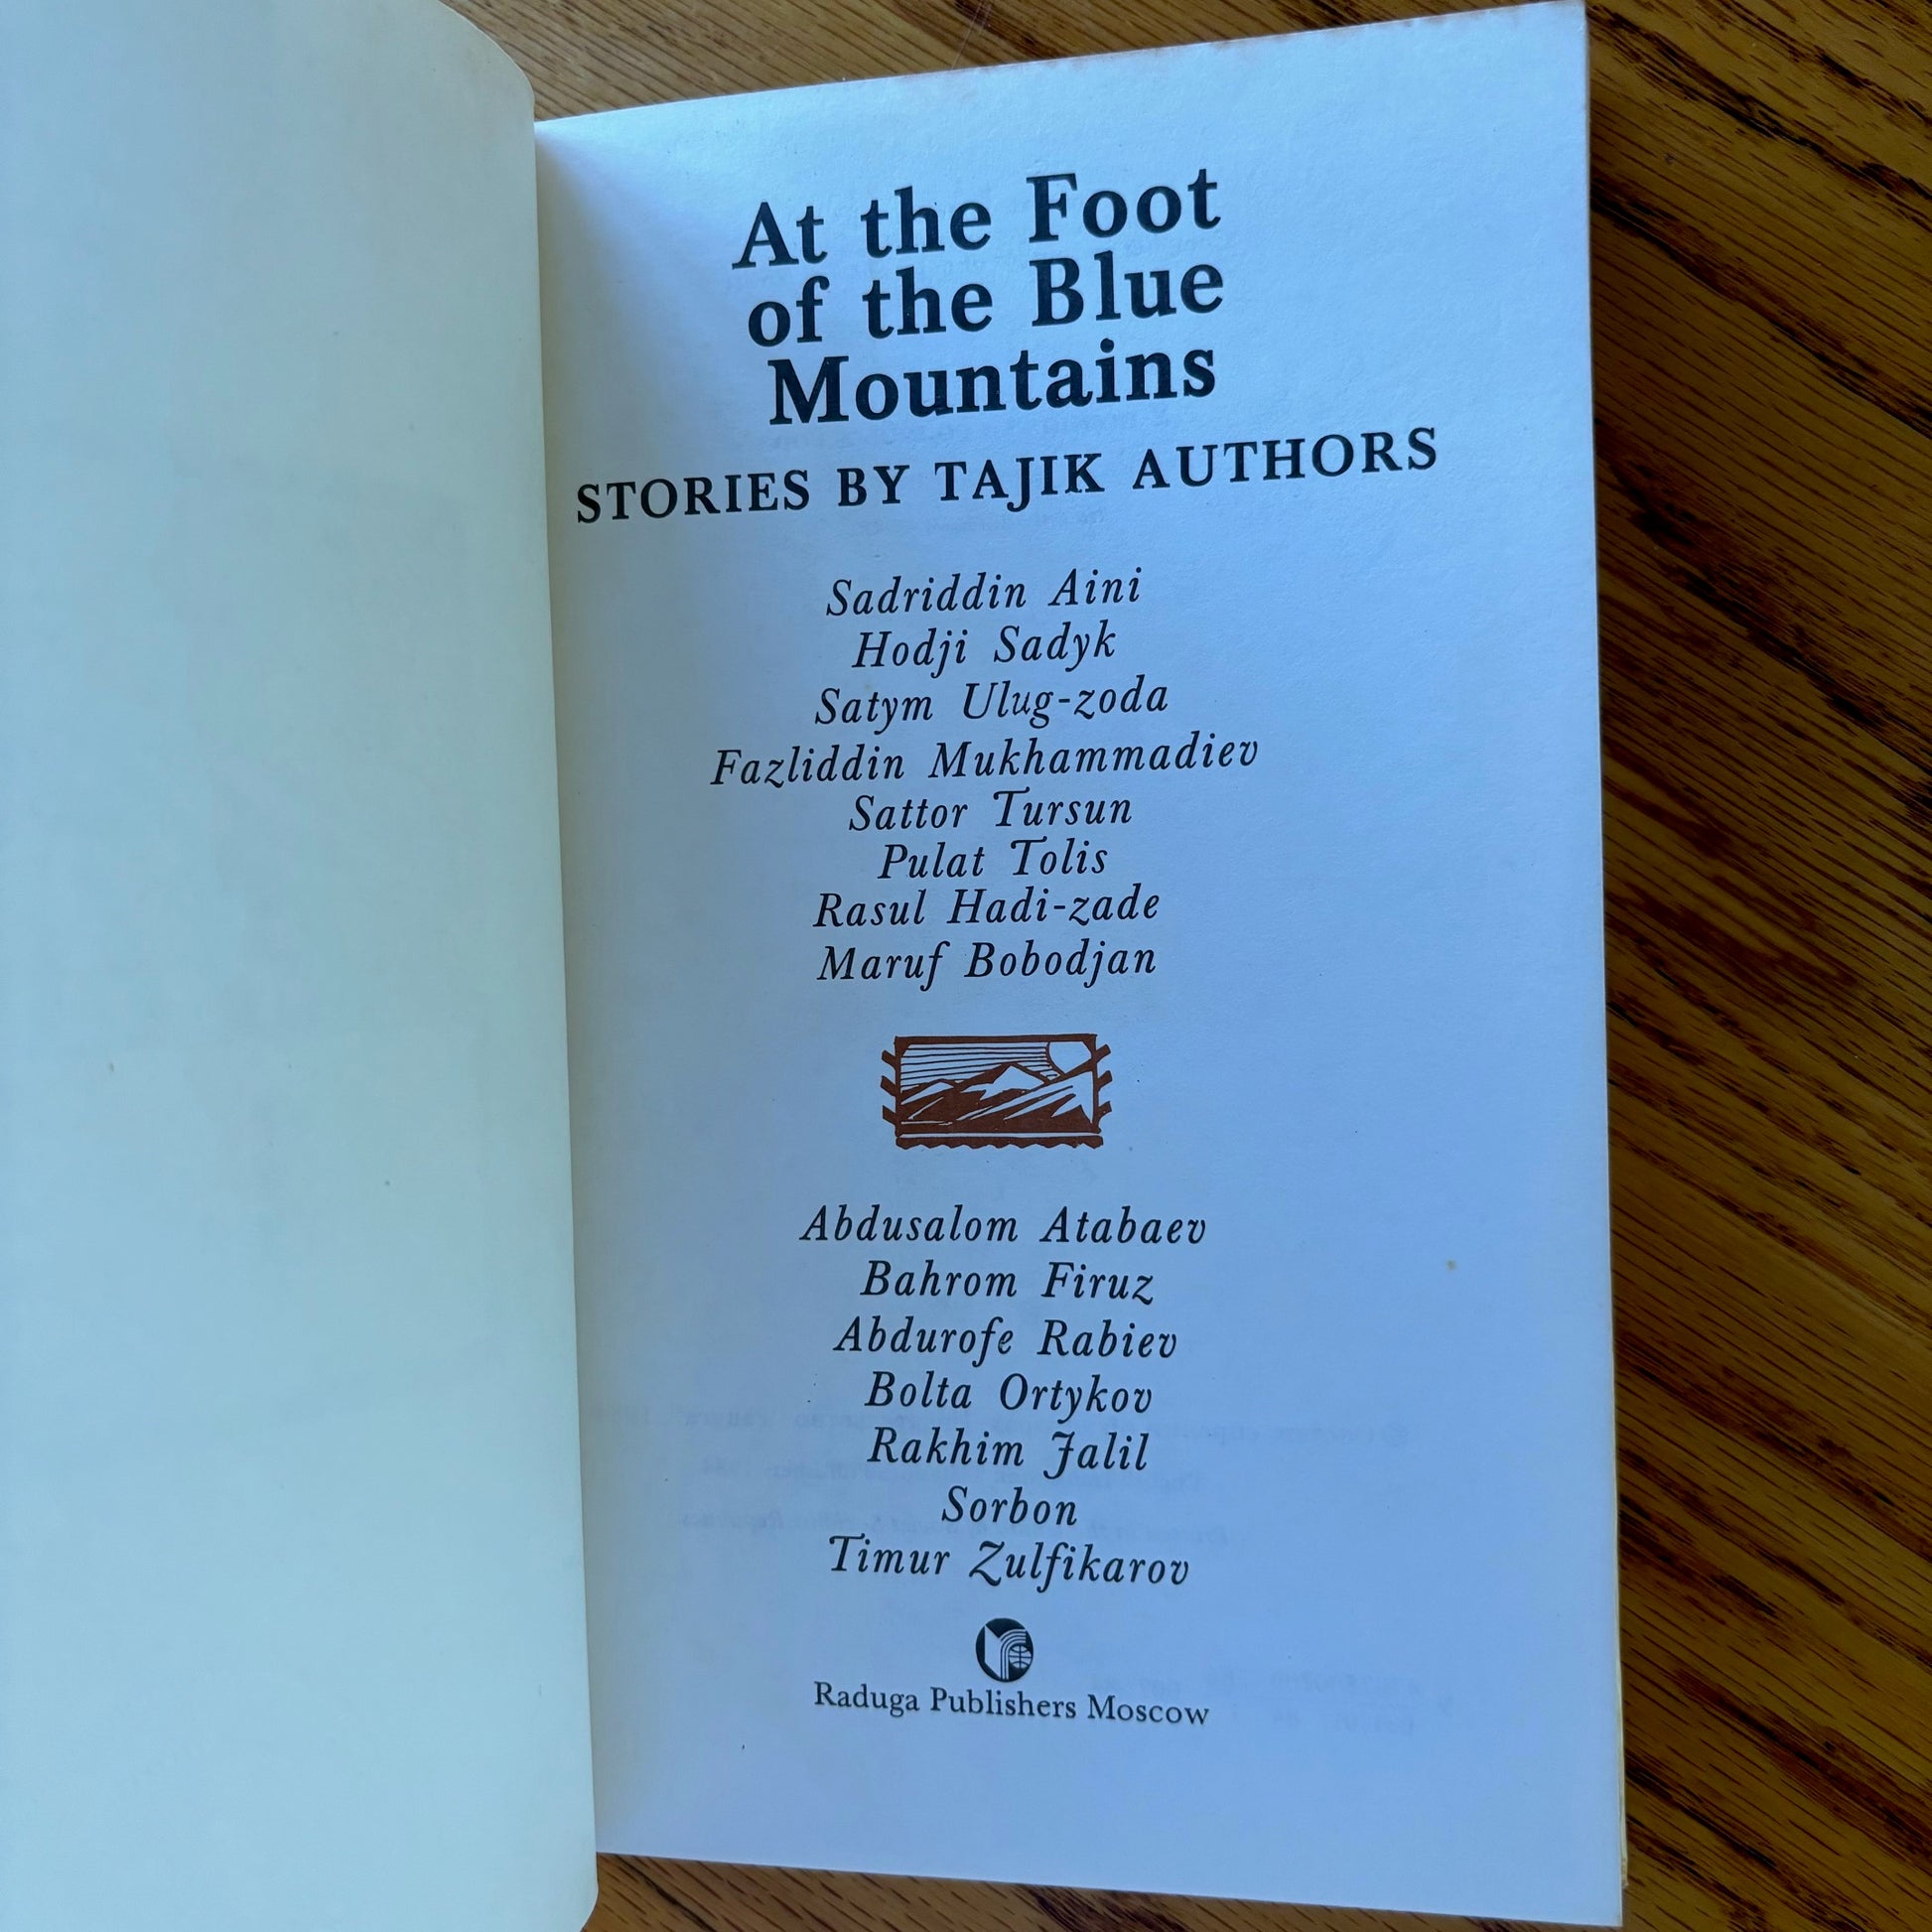 At the Foot
of the Blue
Mountains
STORIES BY TAJIK AUTHORS
Sadriddin Aini
Hodji Sadyk
Satym Ulug-zoda
Fazliddin Mukhammadiev
Sattor Tursun
Pulat Tolis
Rasul Hadi-zade
Maruf Bobodjan
Abdusalom Atabaev
Bahrom Firuz
Abdurofe Rabiev
Bolta Ortykov
Rakhim Jalil
Sorbon
Timur Zulfikarov
Raduga Publishers Moscow